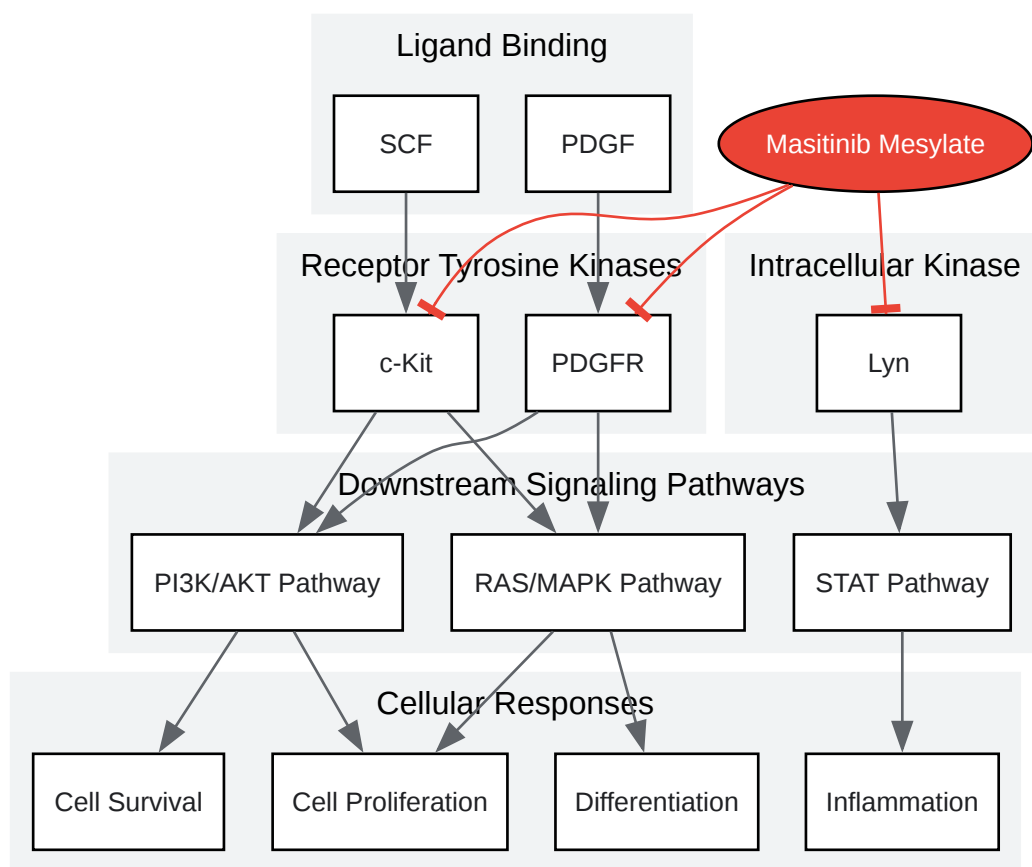 Ligand Binding
SCF
PDGF
Masitinib Mesylate
Receptor Tyrosine Kinases
Intracellular Kinase
c-Kit
PDGFR
Lyn
Downstream Signaling Pathways
PI3K/AKT Pathway
RAS/MAPK Pathway
STAT Pathway
Cellular Responses
Cell Survival
Cell Proliferation
Differentiation
Inflammation